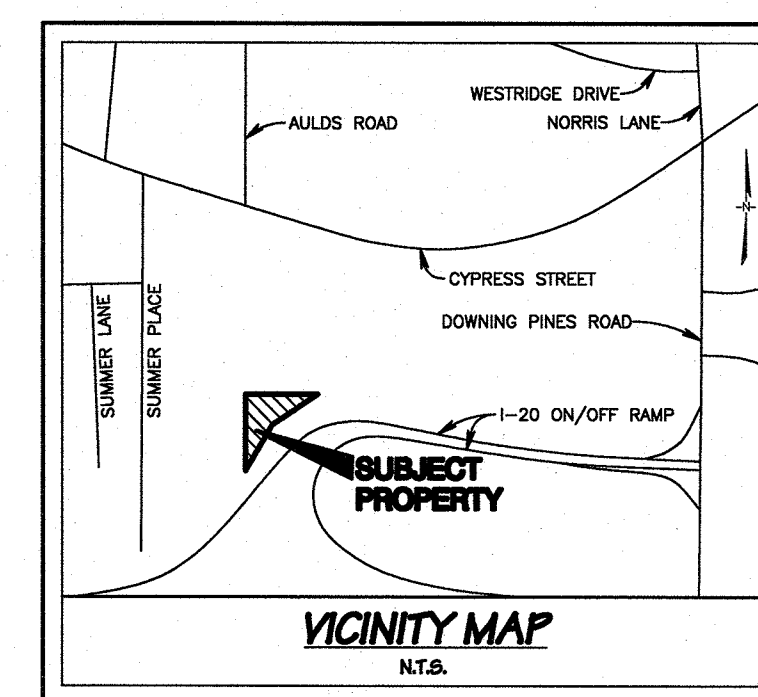 WESTRIDGE DRIVE
AULDS ROAD
NORRIS LANE
-N-
CYPRESS STREET
SUMMER LANE
SUMMER PLACE
DOWNING PINES ROAD
I-20 ON/OFF RAMP
SUBJECT
PROPERTY
VICINITY MAP
N.T.S.